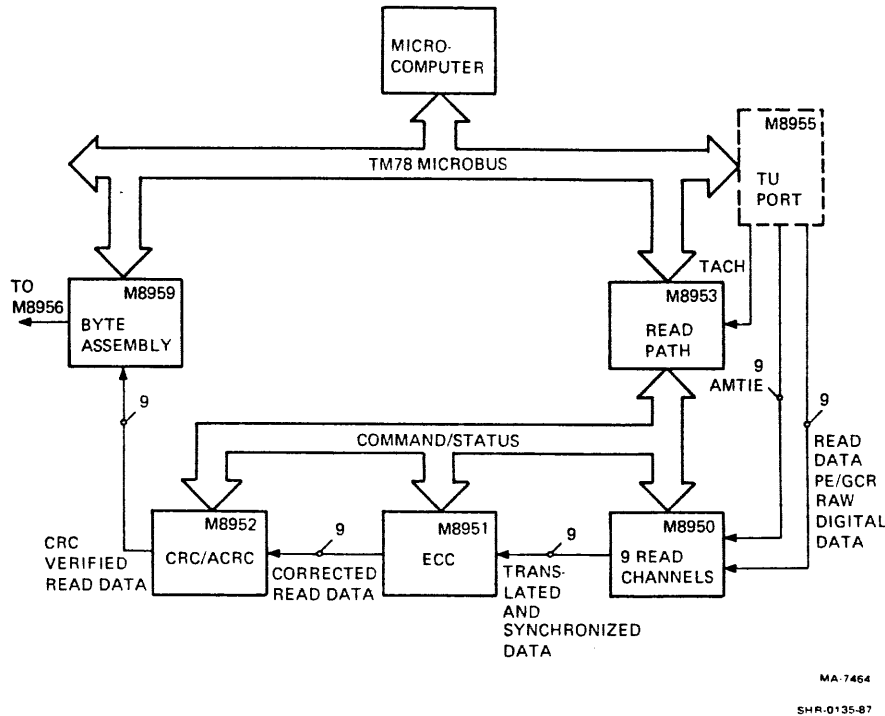 MICRO-
COMPUTER
M8955
TU
PORT
TM78 MICROBUS
TACH
TO
M8956
M8959
BYTE
ASSEMBLY
M8953
READ
PATH
9
AMTIE
9
9
READ
DATA
PE/GCR
RAW
DIGITAL
DATA
COMMAND/STATUS
M8952
CRC/ACRC
CRC
VERIFIED
READ DATA
9
CORRECTED
READ DATA
M8951
ECC
9
TRANS-
LATED
AND
SYNCHRONIZED
DATA
M8950
9 READ
CHANNELS
MA-7464
SHR-0135-87